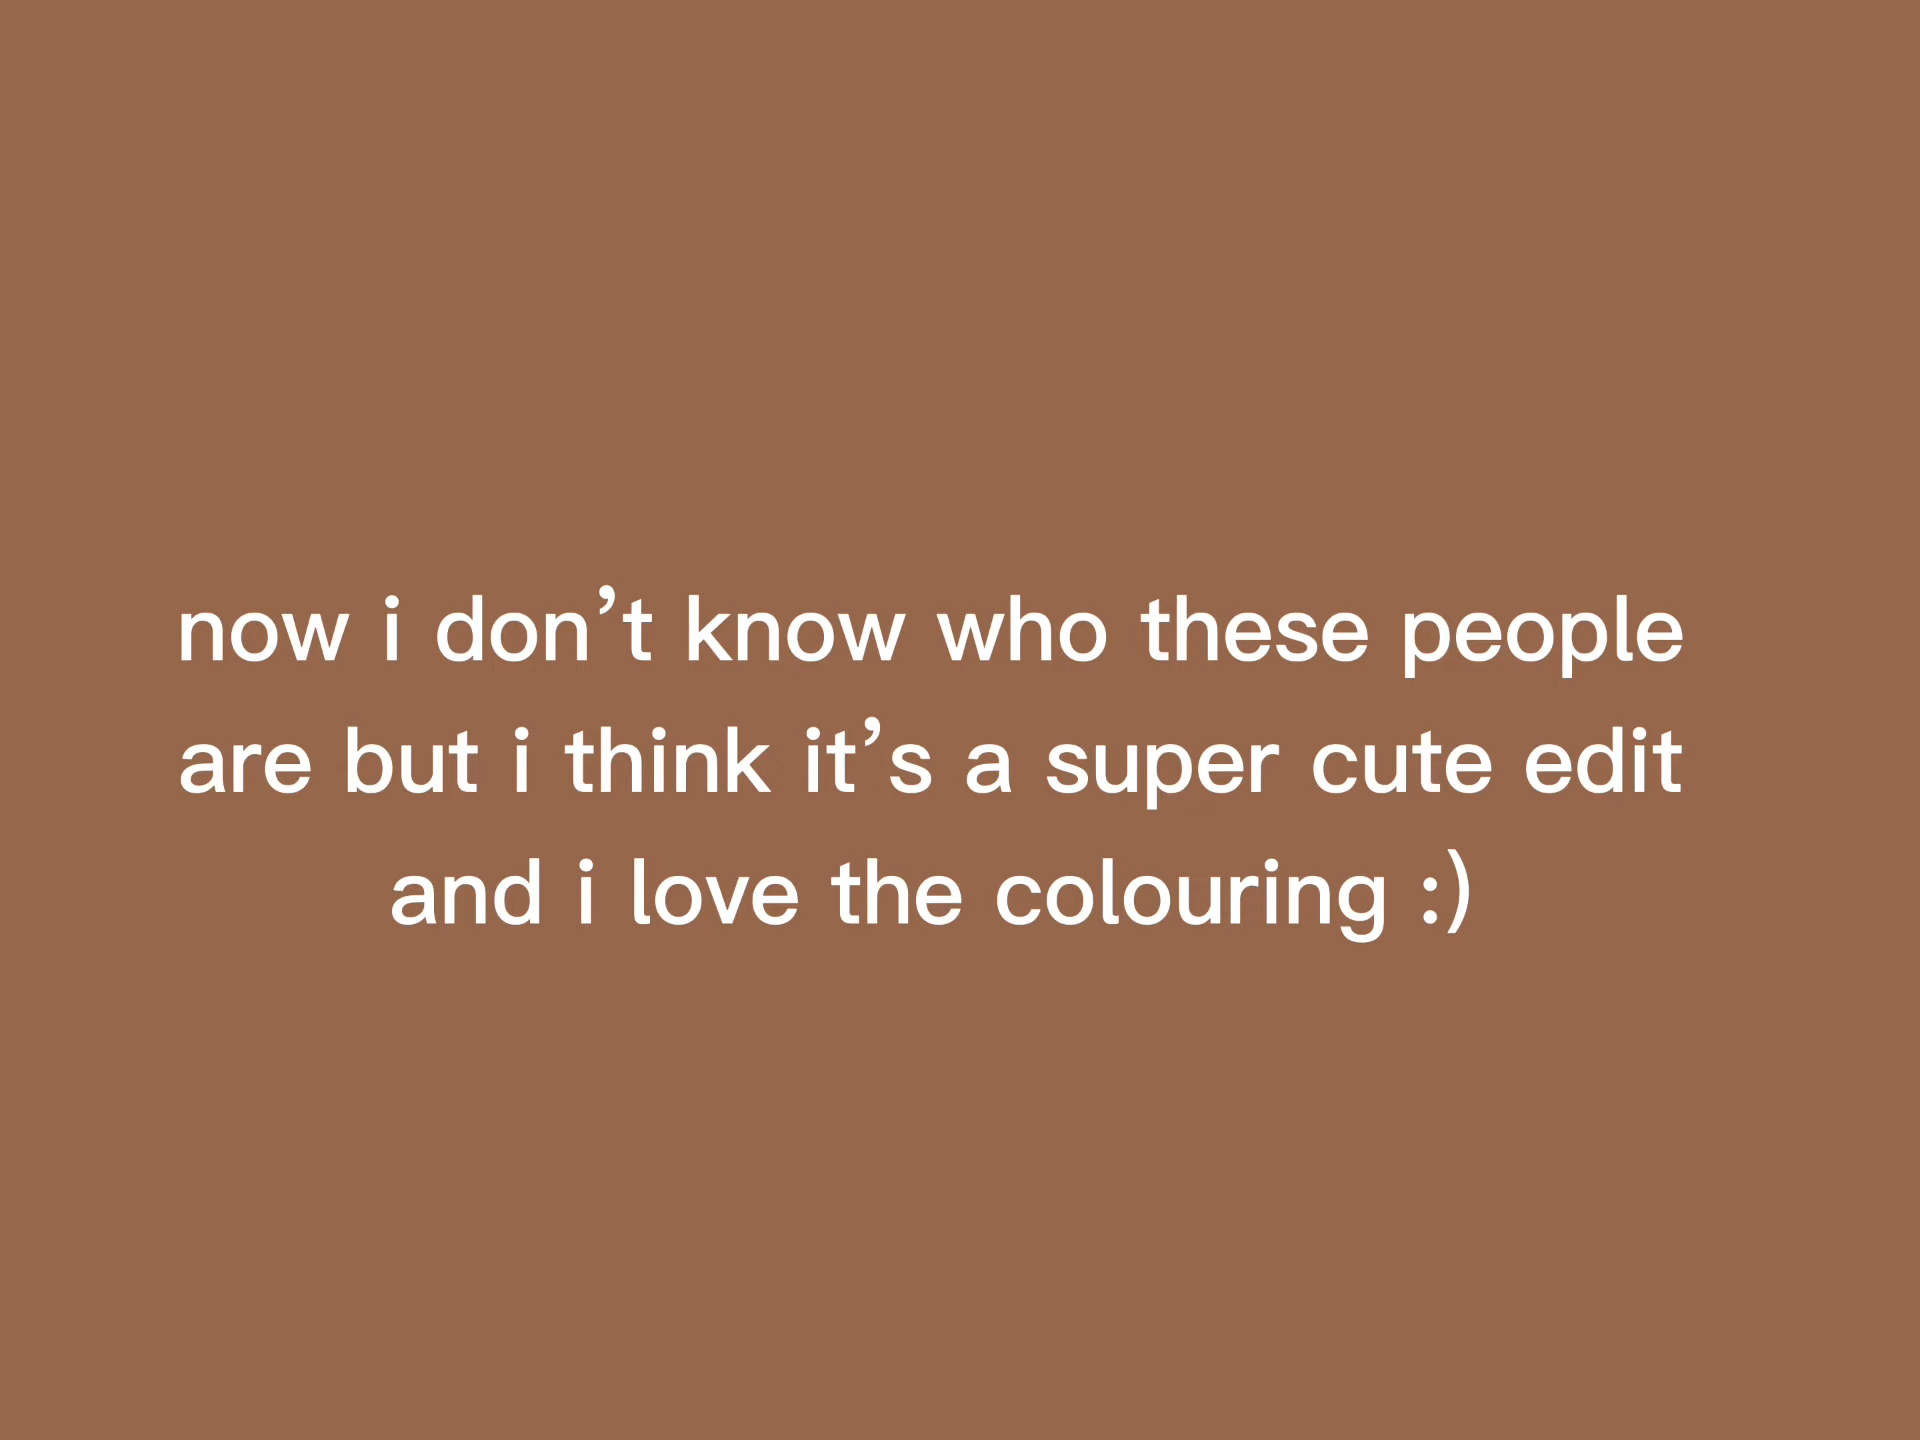 now i don’t know who these people
are but i think it’s a super cute edit
and i love the colouring :)